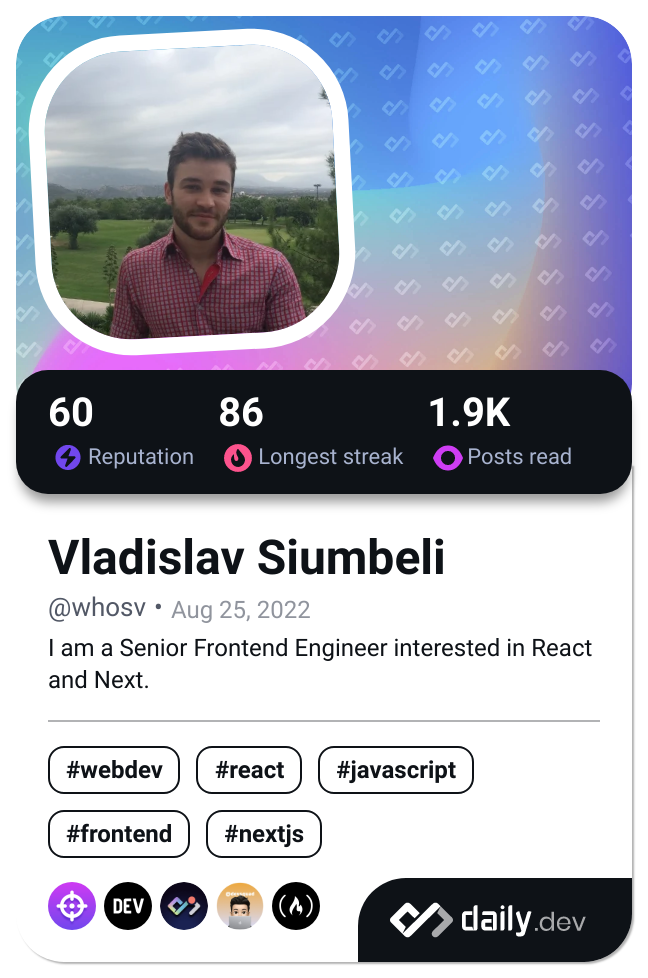 60 86 1.9K
Reputation Longest streak Posts read
Vladislav Siumbeli
@whosv • Aug 25, 2022
I am a Senior Frontend Engineer interested in React
and Next.
#webdev #react #javascript
#frontend #nextjs
DEV
daily.dev